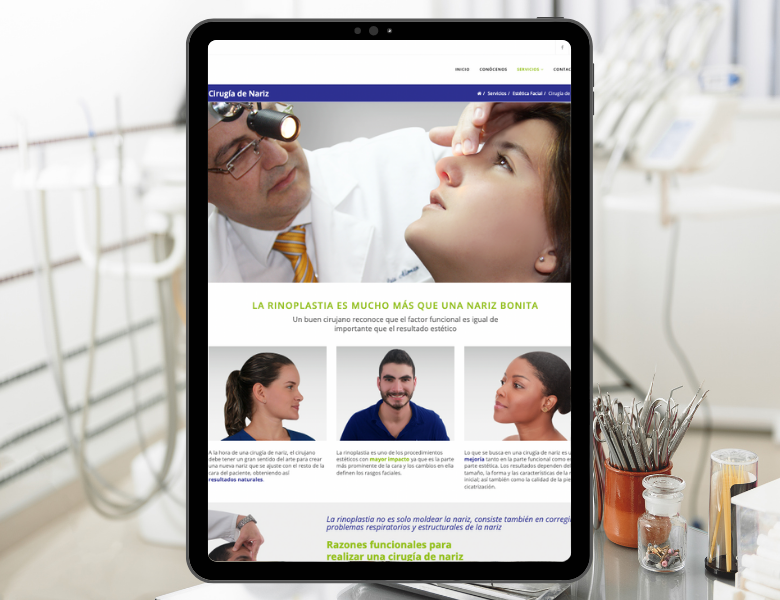 INICIO CONÓCENOS SERVICIOS
Cirugía de Nariz
/ Servicios / Estética Facial / Cirugía de
LA RINOPLASTIA ES MUCHO MÁS QUE UNA NARIZ BONITA
Un buen cirujano reconoce que el factor funcional es igual de
importante que el resultado estético
A la hora de una cirugía de nariz, el cirujano
debe tener un gran sentido del arte para crear
una nueva nariz que se ajuste con el resto de la
cara del paciente, obteniendo así
resultados naturales.
La rinoplastia es uno de los procedimientos
estéticos con mayor impacto ya que es la parte
más prominente de la cara y los cambios en ella
definen los rasgos faciales.
Lo que se busca en una cirugía de nariz es
mejoría tanto en la parte funcional como
parte estética. Los resultados dependen del
tamaño, la forma y las características de la
inicial; así también como la calidad de la
cicatrización.
La rinoplastia no es solo moldear la nariz, consiste también en
problemas respiratorios y estructurales de la nariz
Razones funcionales para
realizar una cirugía de nariz